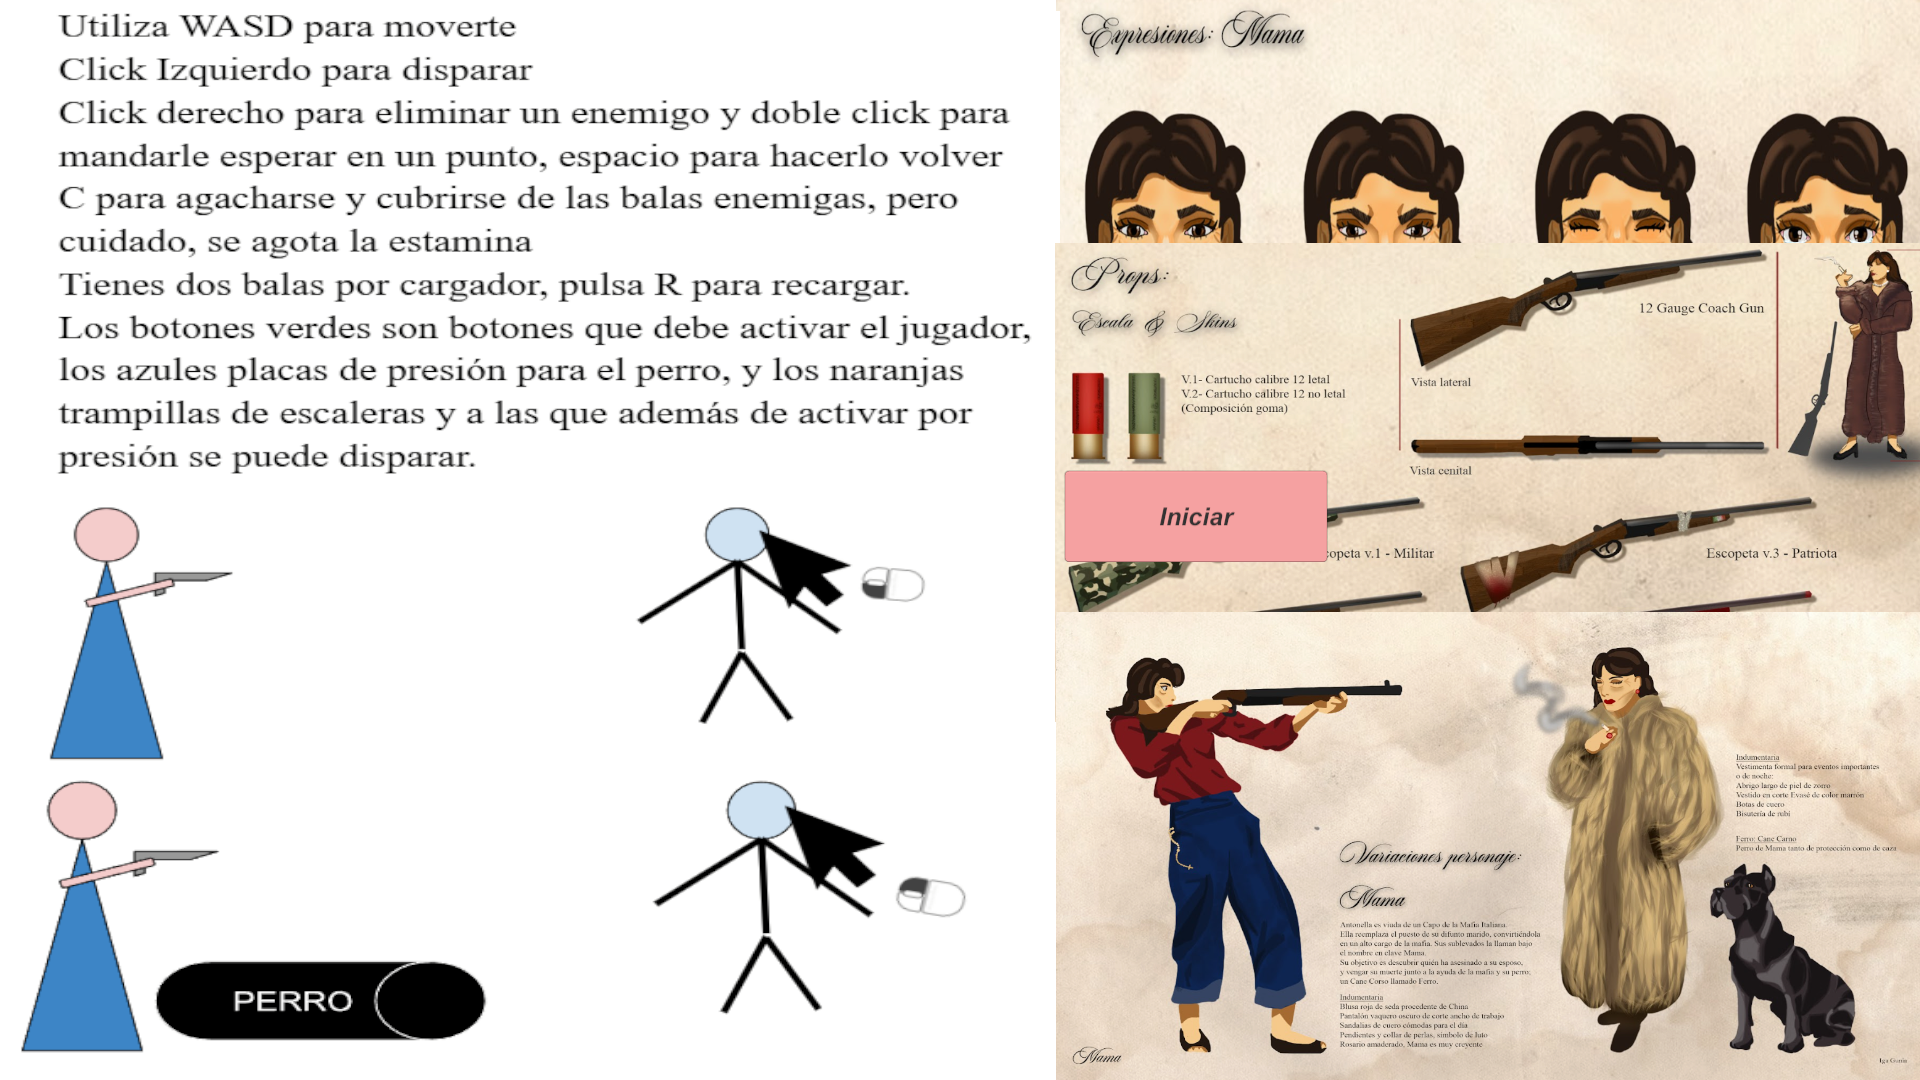 Utiliza WASD para moverte
Click Izquierdo para disparar
Click derecho para eliminar un enemigo y doble click para
mandarle esperar en un punto, espacio para hacerlo volver
C para agacharse y cubrirse de las balas enemigas, pero
cuidado, se agota la estamina
Tienes dos balas por cargador, pulsa R para recargar.
Los botones verdes son botones que debe activar el jugador,
los azules placas de presión para el perro, y los naranjas
trampillas de escaleras y a las que además de activar por
presión se puede disparar.
PERRO
Expresiones: Mama
Props:
Escala & Skins
12 Gauge Coach Gun
V.1- Cartucho calibre 12 letal
V.2- Cartucho calibre 12 no letal
(Composición goma)
Vista lateral
Vista cenital
Iniciar
copeta v.1 - Militar
Escopeta v.3 - Patriota
Indumentaria
Vestimenta formal para eventos importantes
o de noche:
Abrigo largo de piel de zorro
Vestido en corte Evasé de color marrón
Botas de cuero
Bisutería de rubí
Ferro: Cane Carno
Perro de Mama tanto de protección como de caza
Variaciones personaje:
Mama
Antonella es viuda de un Capo de la Mafia Italiana.
Ella reemplaza el puesto de su difunto marido, convirtiéndola
en un alto cargo de la mafia. Sus sublevados la llaman bajo
el nombre en clave Mama.
Su objetivo es descubrir quién ha asesinado a su esposo,
y vengar su muerte junto a la ayuda de la mafia y su perro,
un Cane Corso llamado Ferro.
Indumentaria
Blusa roja de seda procedente de China
Pantalón vaquero oscuro de corte ancho de trabajo
Sandalias de cuero cómodas para el día
Pendientes y collar de perlas, símbolo de luto
Rosario amaderado, Mama es muy creyente
Mama